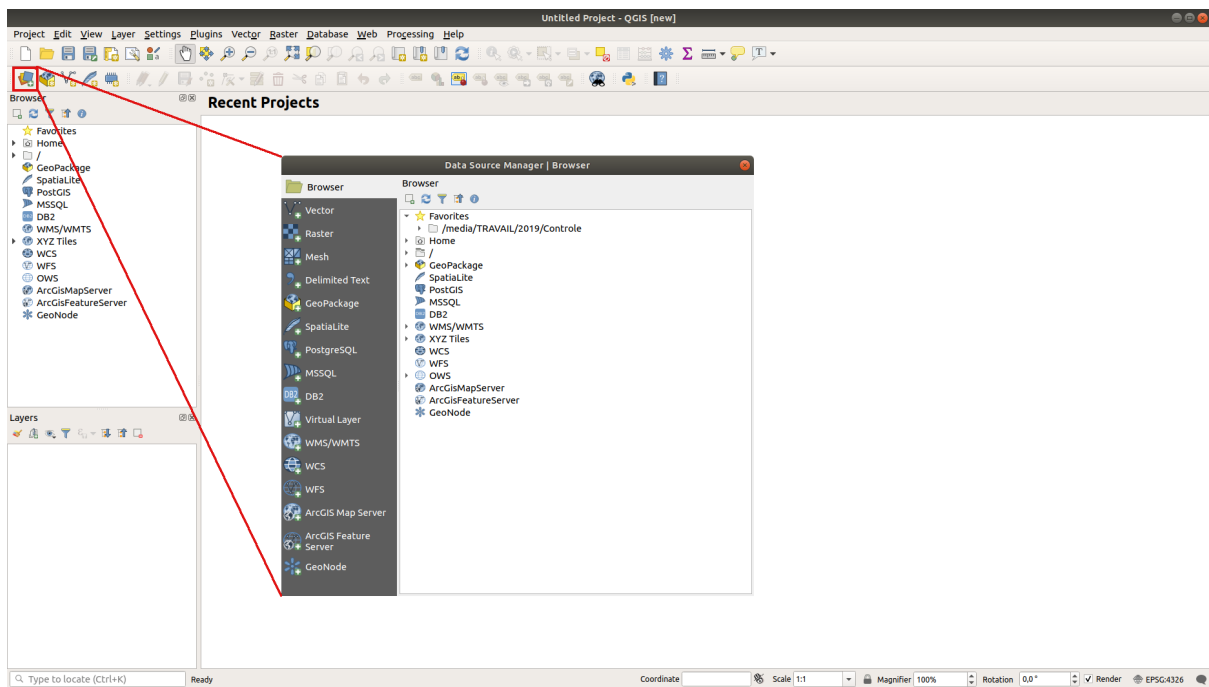 Untitled Project - QGIS [new]
Project Edit View Layer Settings Plugins Vector Raster Database Web Processing Help
Browser
Favorites
Home
/
GeoPackage
SpatiaLite
PostGIS
MSSQL
DB2
WMS/WMTS
XYZ Tiles
WCS
WFS
OWS
ArcGisMapServer
ArcGisFeatureServer
GeoNode
Layers
Recent Projects
Data Source Manager | Browser
Browser
Vector
Raster
Mesh
Delimited Text
GeoPackage
SpatiaLite
PostgreSQL
MSSQL
DB2
Virtual Layer
WMS/WMTS
WCS
WFS
ArcGIS Map Server
ArcGIS Feature
Server
GeoNode
Browser
Favorites
/media/TRAVAIL/2019/Controle
Home
/
GeoPackage
SpatiaLite
PostGIS
MSSQL
DB2
WMS/WMTS
XYZ Tiles
WCS
WFS
OWS
ArcGisMapServer
ArcGisFeatureServer
GeoNode
Type to locate (Ctrl+K) Ready Coordinate Scale 1:1 Magnifier 100% Rotation 0,0 ° Render EPSG:4326